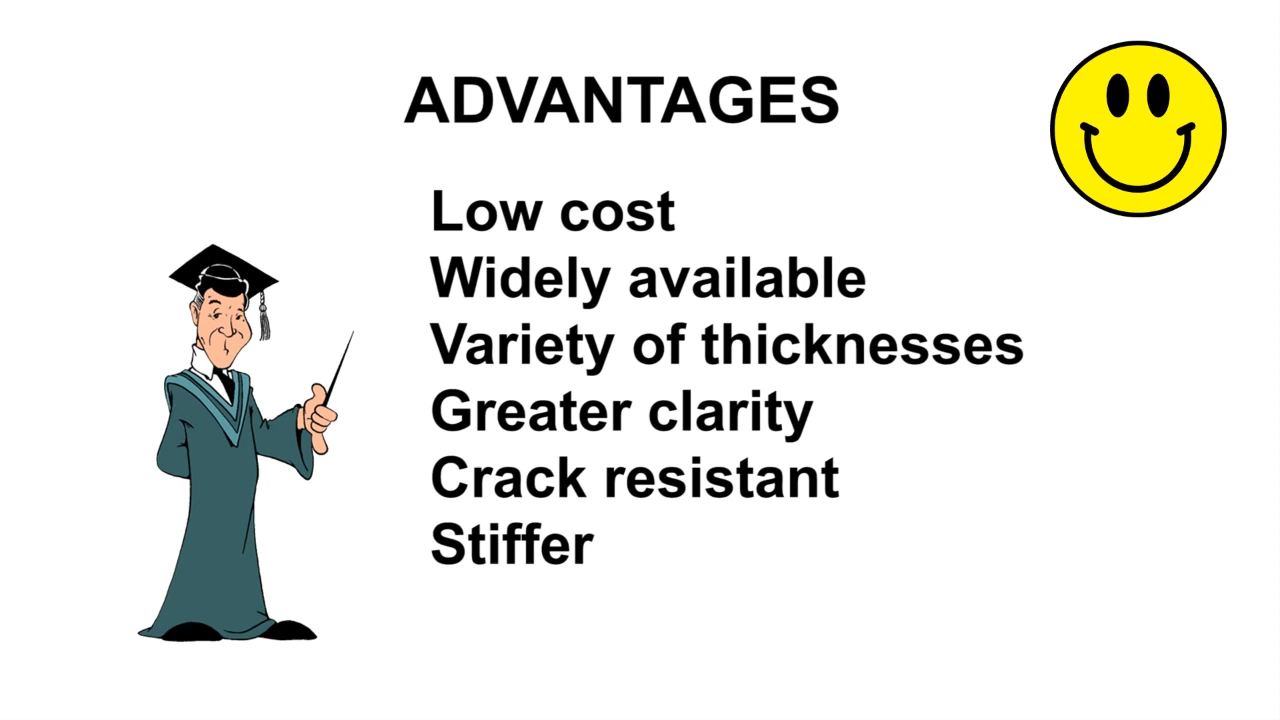 ADVANTAGES
Low cost
Widely available
Variety of thicknesses
Greater clarity
Crack resistant
Stiffer